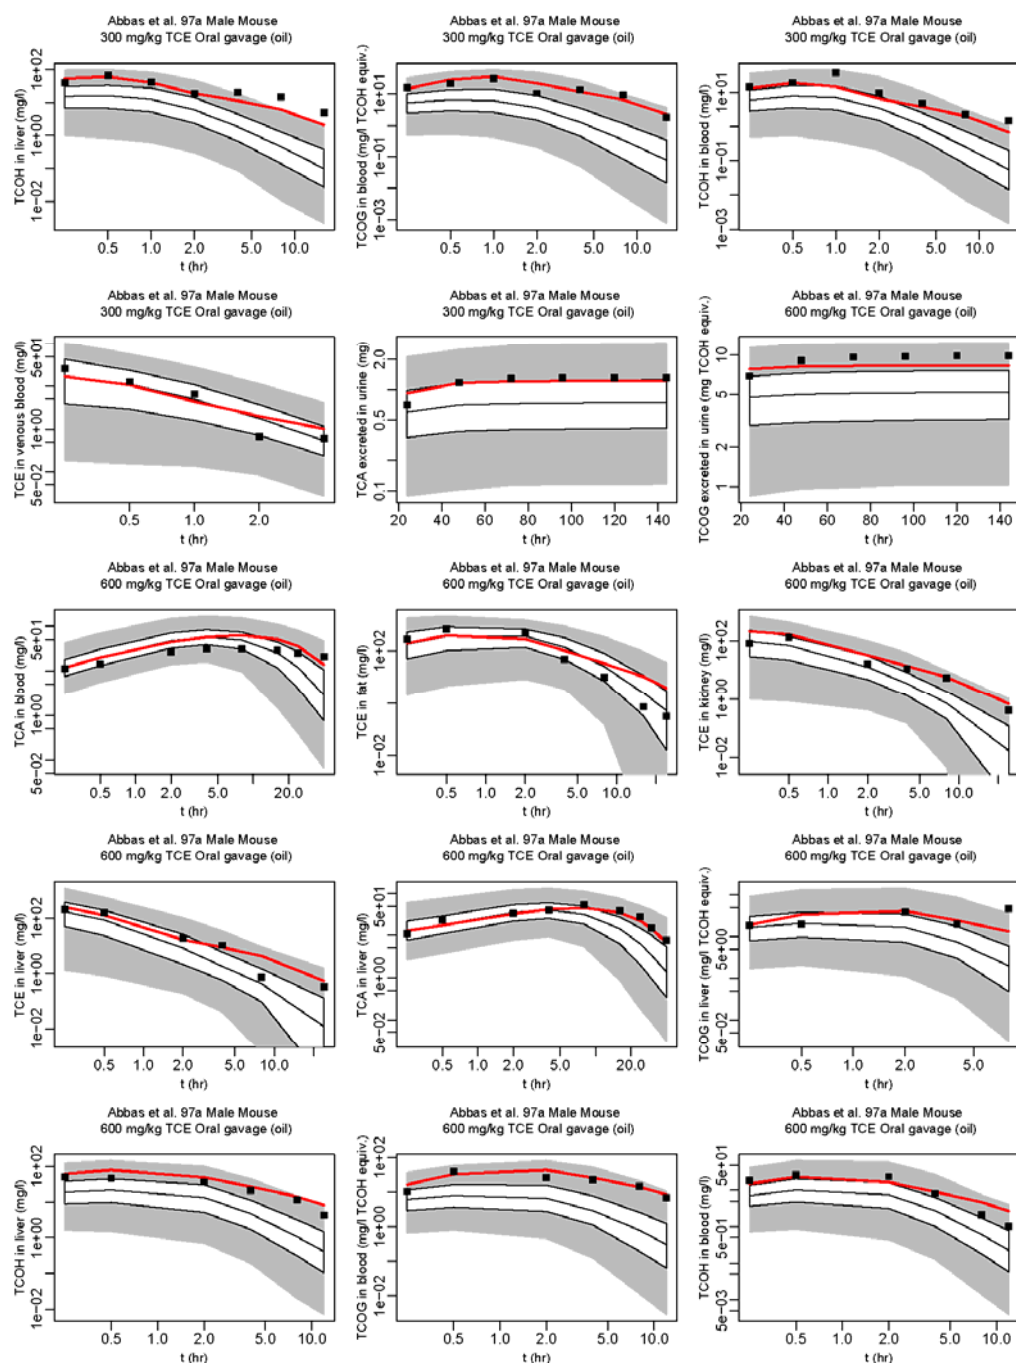 Abbas et al. 97a Male Mouse
300 mg/kg TCE Oral gavage (oil)
TCOH in liver (mg/l)
1e+02
1e+00
1e-02
0.5 1.0 2.0 5.0 10.0
t (hr)
Abbas et al. 97a Male Mouse
300 mg/kg TCE Oral gavage (oil)
TCOG in blood (mg/l TCOH equiv.)
1e+01
1e-01
1e-03
0.5 1.0 2.0 5.0 10.0
t (hr)
Abbas et al. 97a Male Mouse
300 mg/kg TCE Oral gavage (oil)
TCOH in blood (mg/l)
1e+01
1e-01
1e-03
0.5 1.0 2.0 5.0 10.0
t (hr)
Abbas et al. 97a Male Mouse
300 mg/kg TCE Oral gavage (oil)
TCE in venous blood (mg/l)
5e+01
1e+00
5e-02
0.5 1.0 2.0
t (hr)
Abbas et al. 97a Male Mouse
300 mg/kg TCE Oral gavage (oil)
TCA excreted in urine (mg)
2.0
0.5
0.1
20 40 60 80 100 120 140
t (hr)
Abbas et al. 97a Male Mouse
600 mg/kg TCE Oral gavage (oil)
TCOG excreted in urine (mg TCOH equiv.)
10
5
2
1
20 40 60 80 100 120 140
t (hr)
Abbas et al. 97a Male Mouse
600 mg/kg TCE Oral gavage (oil)
TCA in blood (mg/l)
5e+01
1e+00
5e-02
0.5 1.0 2.0 5.0 20.0
t (hr)
Abbas et al. 97a Male Mouse
600 mg/kg TCE Oral gavage (oil)
TCE in fat (mg/l)
1e+02
1e-02
0.5 1.0 2.0 5.0 10.0
t (hr)
Abbas et al. 97a Male Mouse
600 mg/kg TCE Oral gavage (oil)
TCE in kidney (mg/l)
1e+02
1e+00
1e-02
0.5 1.0 2.0 5.0 10.0
t (hr)
Abbas et al. 97a Male Mouse
600 mg/kg TCE Oral gavage (oil)
TCE in liver (mg/l)
1e+02
1e+00
1e-02
0.5 1.0 2.0 5.0 10.0
t (hr)
Abbas et al. 97a Male Mouse
600 mg/kg TCE Oral gavage (oil)
TCA in liver (mg/l)
5e+01
1e+00
5e-02
0.5 1.0 2.0 5.0 20.0
t (hr)
Abbas et al. 97a Male Mouse
600 mg/kg TCE Oral gavage (oil)
TCOG in liver (mg/l TCOH equiv.)
5e+00
5e-02
0.5 1.0 2.0 5.0
t (hr)
Abbas et al. 97a Male Mouse
600 mg/kg TCE Oral gavage (oil)
TCOH in liver (mg/l)
1e+02
1e+00
1e-02
0.5 1.0 2.0 5.0 10.0
t (hr)
Abbas et al. 97a Male Mouse
600 mg/kg TCE Oral gavage (oil)
TCOG in blood (mg/l TCOH equiv.)
1e+02
1e+00
1e-02
0.5 1.0 2.0 5.0 10.0
t (hr)
Abbas et al. 97a Male Mouse
600 mg/kg TCE Oral gavage (oil)
TCOH in blood (mg/l)
5e+01
5e-01
5e-03
0.5 1.0 2.0 5.0 10.0
t (hr)